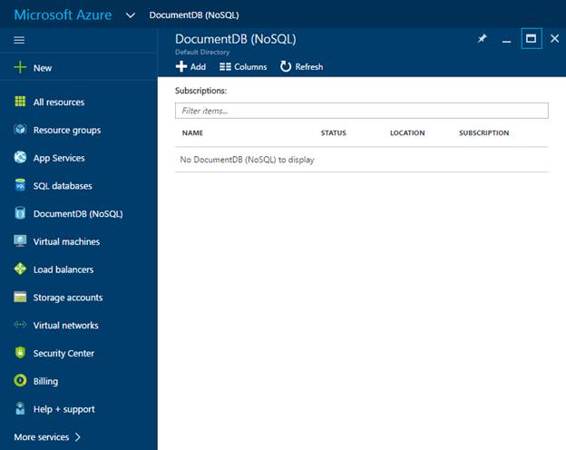 Microsoft Azure DocumentDB (NoSQL)
DocumentDB (NoSQL)
Default Directory
Add Columns Refresh
New
All resources
Resource groups
App Services
SQL databases
DocumentDB (NoSQL)
Virtual machines
Load balancers
Storage accounts
Virtual networks
Security Center
Billing
Help + support
More services
Subscriptions:
Filter items...
NAME STATUS LOCATION SUBSCRIPTION
No DocumentDB (NoSQL) to display